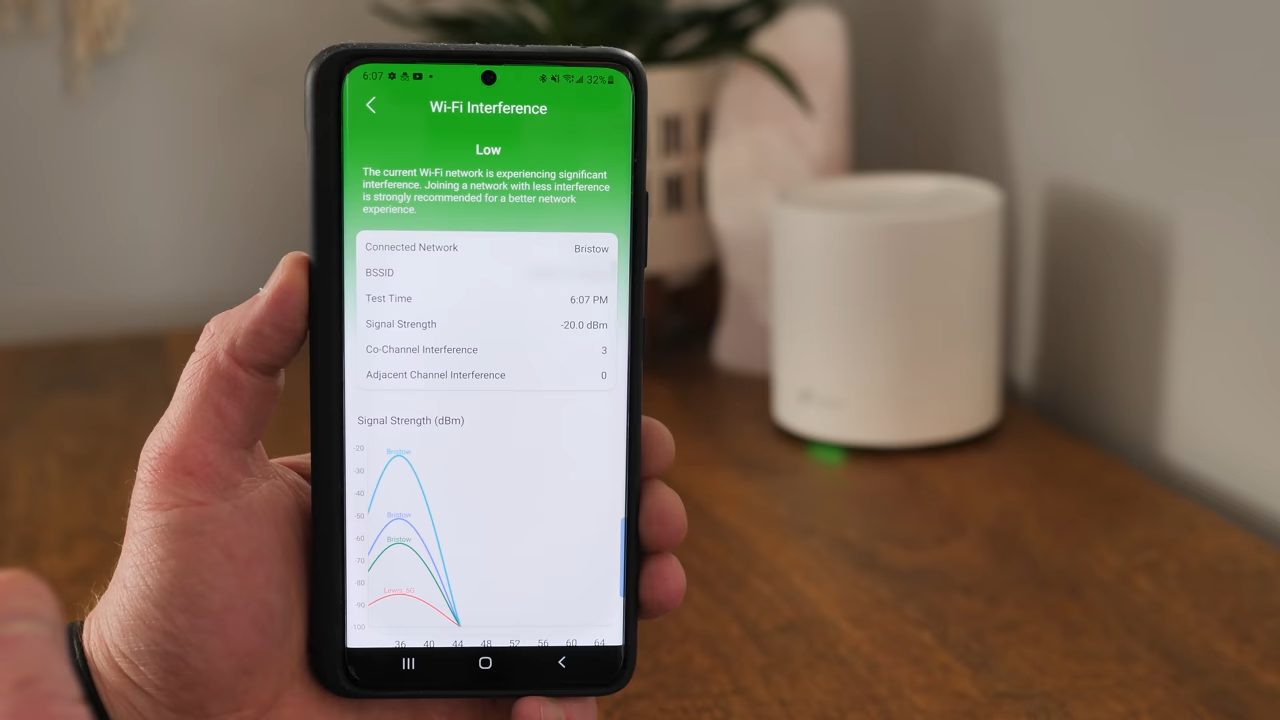 6:07
32%
Wi-Fi Interference
Low
The current Wi-Fi network is experiencing significant
interference. Joining a network with less interference
is strongly recommended for a better network
experience.
Connected Network Bristow
BSSID
Test Time 6:07 PM
Signal Strength -20.0 dBm
Co-Channel Interference 3
Adjacent Channel Interference 0
Signal Strength (dBm)
-20
Bristow
-30
-40
-50
Bristow
-60
Bristow
-70
-80
Lewis_5G
-90
-100
36 40 44 48 52 56 60 64